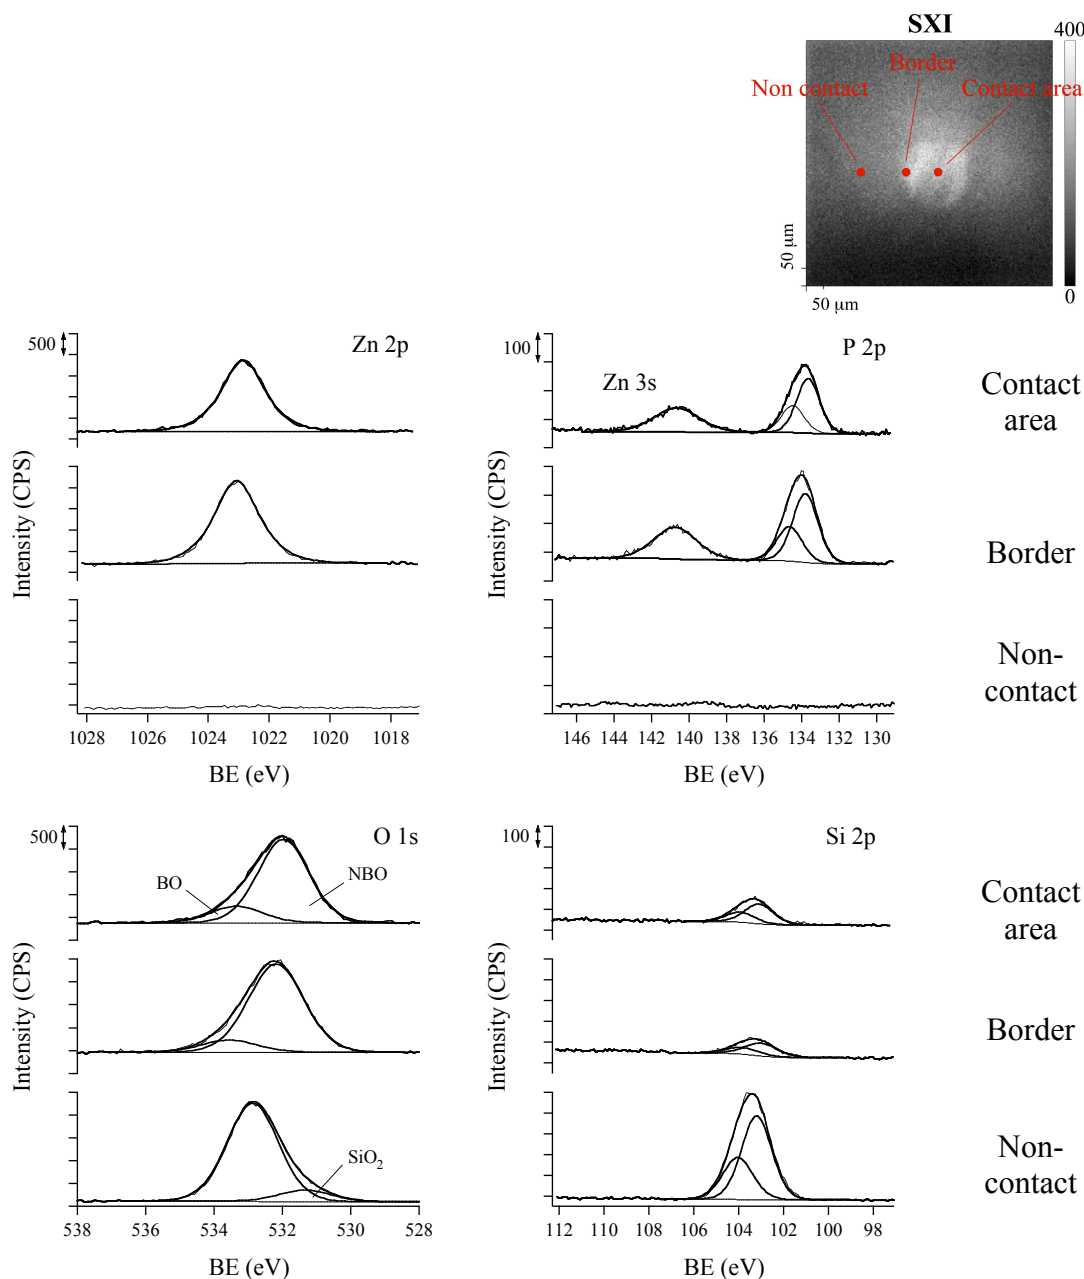 SXI
400
Border
Non contact
Contact area
50 µm
0
50 µm
500
Zn 2p
100
P 2p
Zn 3s
Contact
area
Intensity (CPS)
Intensity (CPS)
Border
Non-
contact
1028 1026 1024 1022 1020 1018
146 144 142 140 138 136 134 132 130
BE (eV)
BE (eV)
500
O 1s
100
Si 2p
BO
NBO
Contact
area
Intensity (CPS)
Intensity (CPS)
Border
SiO2
Non-
contact
538 536 534 532 530 528
112 110 108 106 104 102 100 98
BE (eV)
BE (eV)